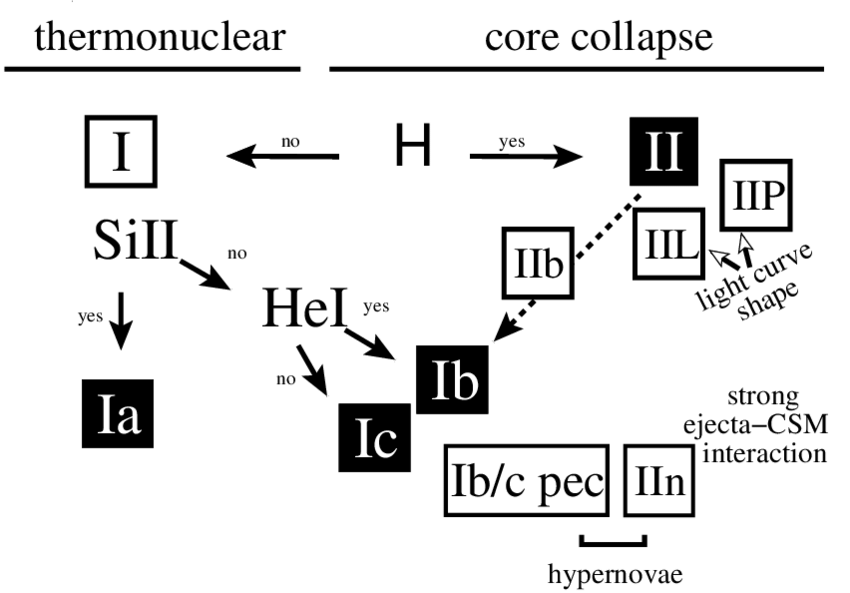 thermonuclear
core collapse
I
no
H
yes
II
IIP
SiII
no
IIb
IIL
light curve
shape
yes
HeI
yes
no
Ia
Ib
Ic
strong
ejecta−CSM
interaction
Ib/c pec
IIn
hypernovae